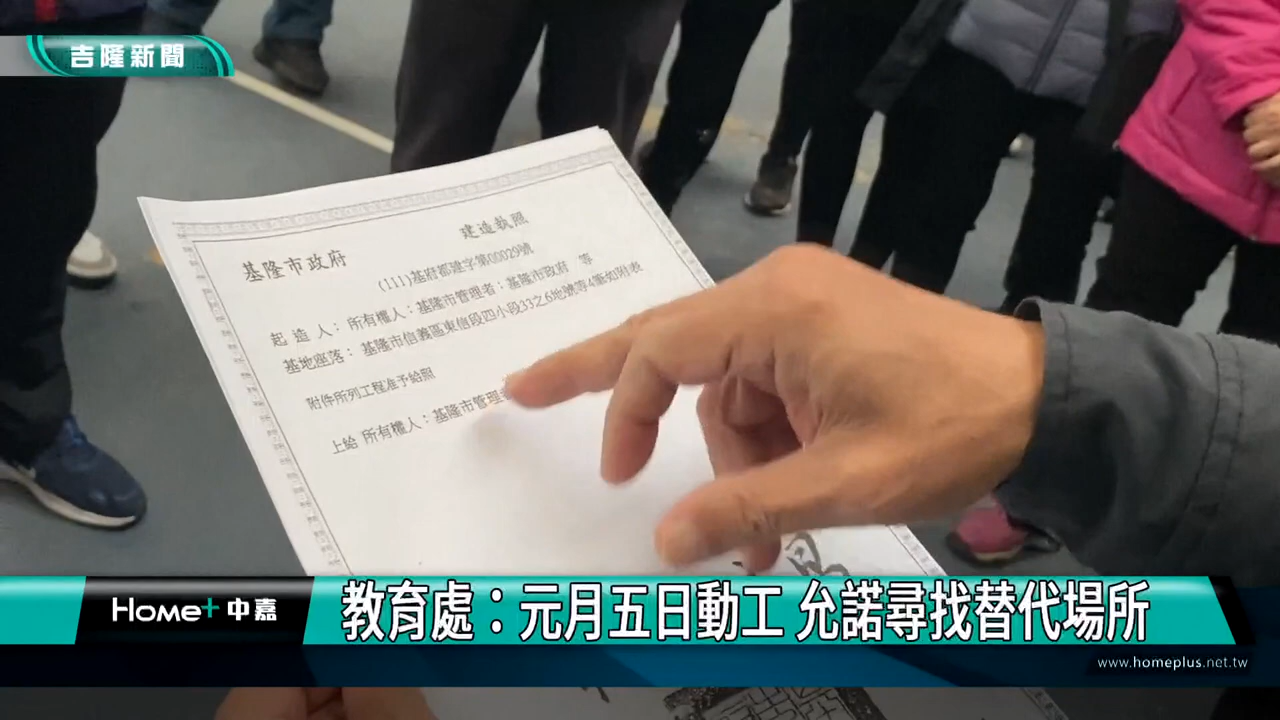 吉隆新聞
建造執照
基隆市政府
(111)基府都建字第00029號
起造人：所有權人：基隆市管理者：基隆市政府 等
基地座落：基隆市信義區東信段四小段33之6地號等4筆如附表
附件所列工程准予給照
上給 所有權人：基隆市管理
Home+中嘉
教育處：元月五日動工 允諾尋找替代場所
www.homeplus.net.tw